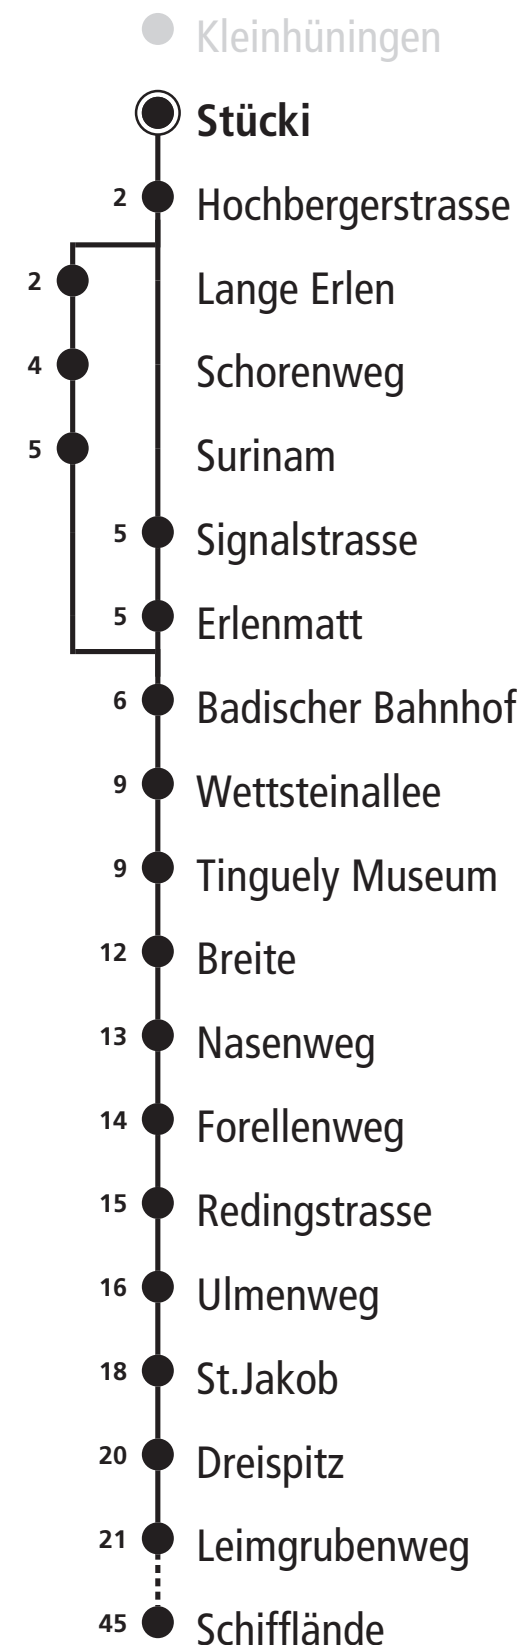 Kleinhüningen
Stücki
2 Hochbergerstrasse
2 Lange Erlen
4 Schorenweg
5 Surinam
5 Signalstrasse
5 Erlenmatt
6 Badischer Bahnhof
9 Wettsteinallee
9 Tinguely Museum
12 Breite
13 Nasenweg
14 Forellenweg
15 Redingstrasse
16 Ulmenweg
18 St.Jakob
20 Dreispitz
21 Leimgrubenweg
45 Schifflände